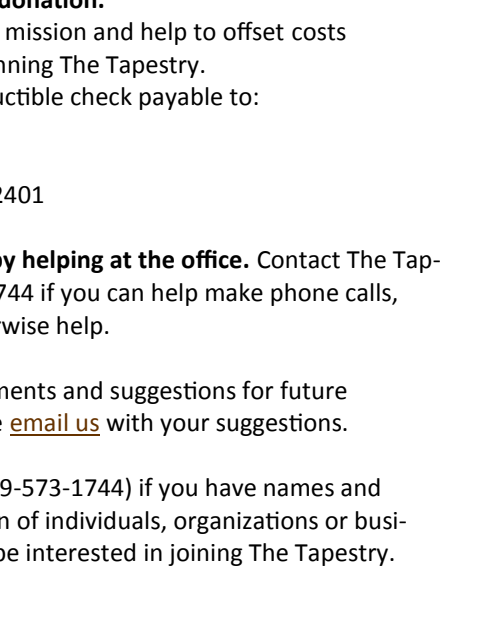 donation.
mission and help to offset costs
nning The Tapestry.
uctible check payable to:
2401
by helping at the office. Contact The Tap-
744 if you can help make phone calls,
rwise help.
ments and suggestions for future
e email us with your suggestions.
9-573-1744) if you have names and
n of individuals, organizations or busi-
be interested in joining The Tapestry.